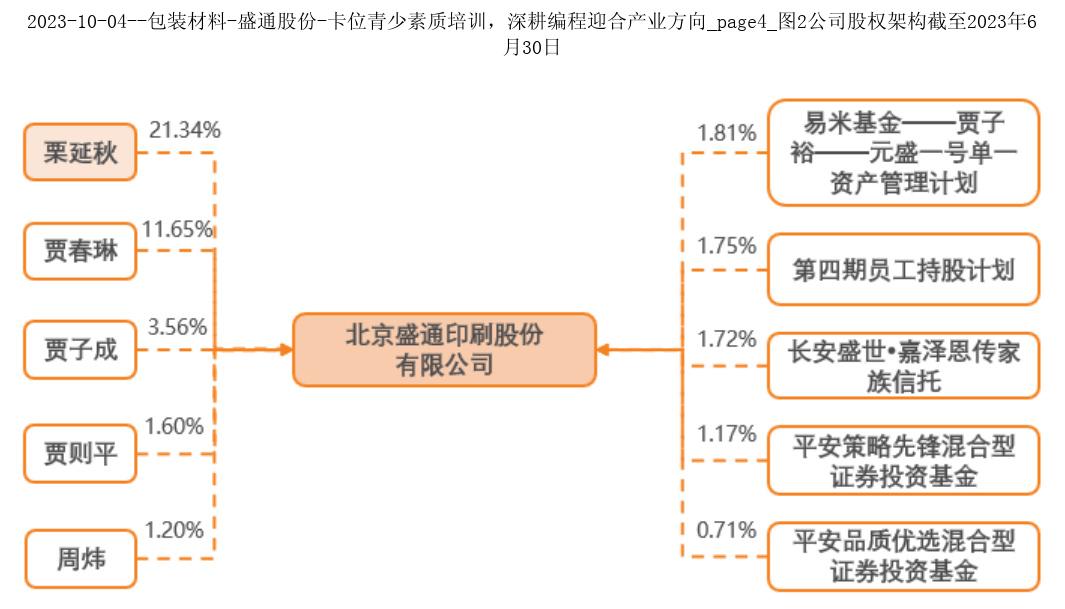 2023-10-04--包装材料-盛通股份-卡位青少素质培训，深耕编程迎合产业方向_page4_图2公司股权架构截至2023年6
月30日
栗延秋
21.34%
贾春琳
11.65%
贾子成
3.56%
贾则平
1.60%
周炜
1.20%
北京盛通印刷股份
有限公司
1.81%
易米基金——贾子
裕——元盛一号单一
资产管理计划
1.75%
第四期员工持股计划
1.72%
长安盛世•嘉泽恩传家
族信托
1.17%
平安策略先锋混合型
证券投资基金
0.71%
平安品质优选混合型
证券投资基金